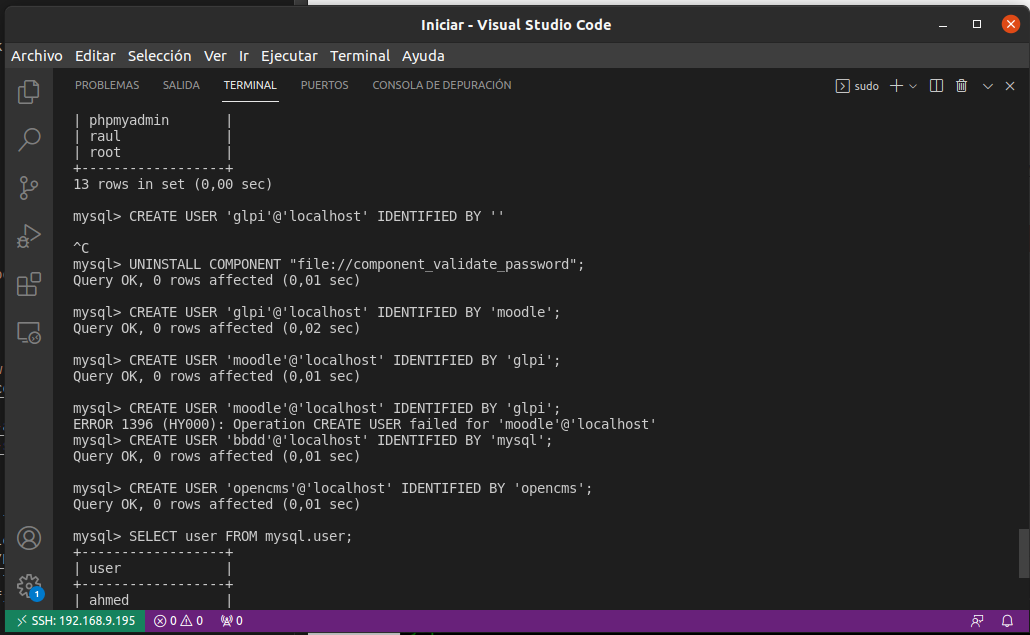 Iniciar - Visual Studio Code
Archivo Editar Selección Ver Ir Ejecutar Terminal Ayuda
PROBLEMAS SALIDA TERMINAL PUERTOS CONSOLA DE DEPURACIÓN sudo
| phpmyadmin       |
| raul             |
| root             |
+------------------+
13 rows in set (0,00 sec)
mysql> CREATE USER 'glpi'@'localhost' IDENTIFIED BY ''
^C
mysql> UNINSTALL COMPONENT "file://component_validate_password";
Query OK, 0 rows affected (0,01 sec)
mysql> CREATE USER 'glpi'@'localhost' IDENTIFIED BY 'moodle';
Query OK, 0 rows affected (0,02 sec)
mysql> CREATE USER 'moodle'@'localhost' IDENTIFIED BY 'glpi';
Query OK, 0 rows affected (0,01 sec)
mysql> CREATE USER 'moodle'@'localhost' IDENTIFIED BY 'glpi';
ERROR 1396 (HY000): Operation CREATE USER failed for 'moodle'@'localhost'
mysql> CREATE USER 'bbdd'@'localhost' IDENTIFIED BY 'mysql';
Query OK, 0 rows affected (0,01 sec)
mysql> CREATE USER 'opencms'@'localhost' IDENTIFIED BY 'opencms';
Query OK, 0 rows affected (0,01 sec)
mysql> SELECT user FROM mysql.user;
+------------------+
| user             |
+------------------+
| ahmed            |
1
SSH: 192.168.9.195 0 0 0